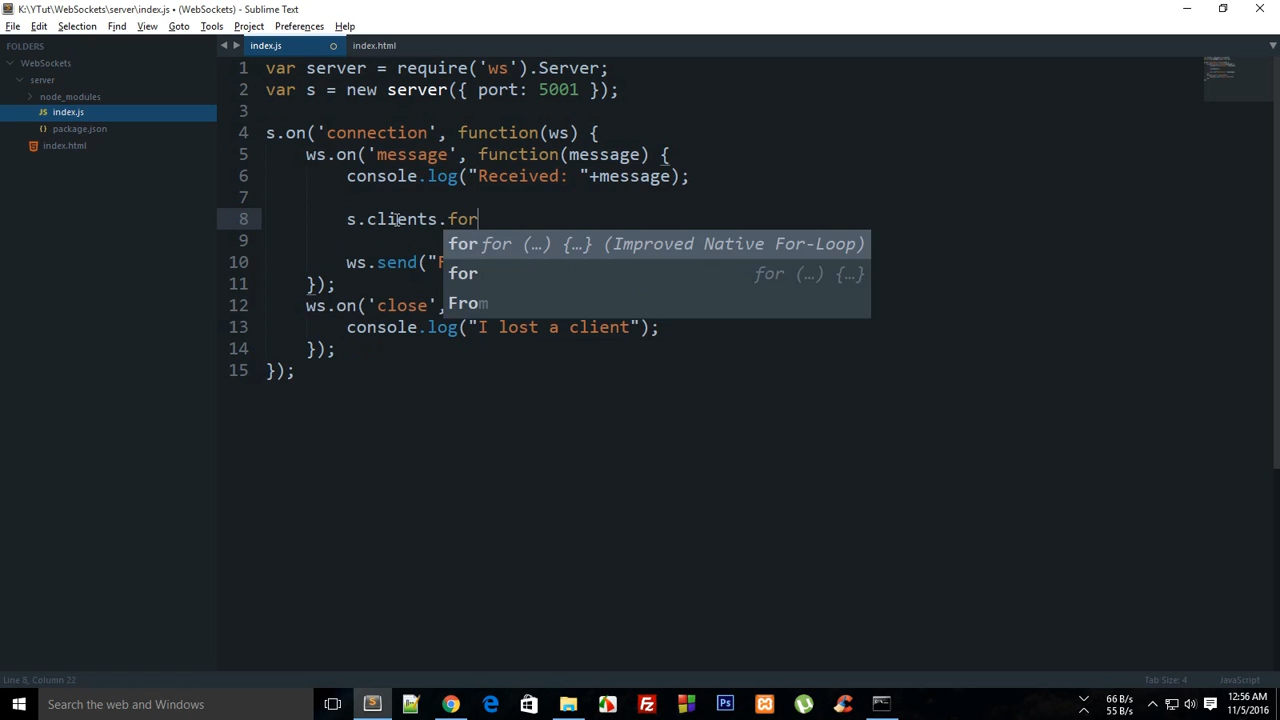 K:\YTut\WebSockets\server\index.js • (WebSockets) - Sublime Text
File Edit Selection Find View Goto Tools Project Preferences Help
FOLDERS
WebSockets
server
node_modules
index.js
package.json
index.html
index.js index.html
1 var server = require('ws').Server;
2 var s = new server({ port: 5001 });
3
4 s.on('connection', function(ws) {
5 ws.on('message', function(message) {
6 console.log("Received: "+message);
7
8 s.clients.for
for for (…) {…} (Improved Native For-Loop)
9
for for (…) {…}
10 ws.send("
From
11 });
12 ws.on('close',
13 console.log("I lost a client");
14 });
15 });
Line 8, Column 22 Tab Size: 4 JavaScript
Search the web and Windows
66 B/s
55 B/s
12:56 AM
11/5/2016